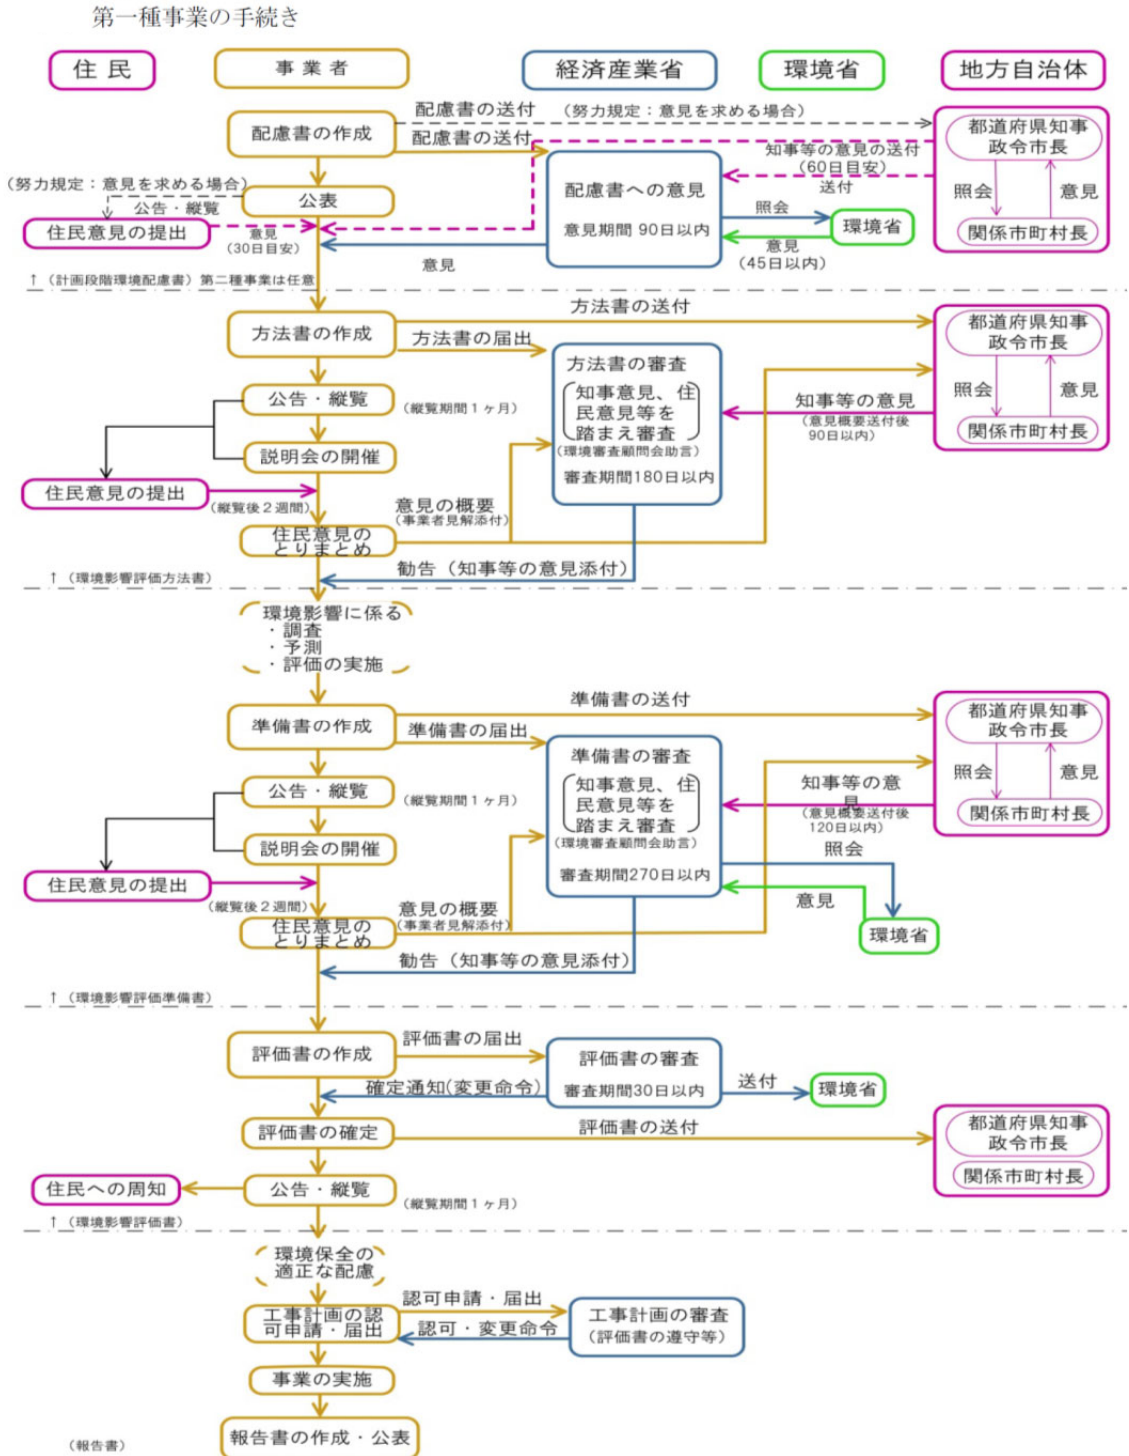 第一種事業の手続き
住民
事業者
経済産業省
環境省
地方自治体
配慮書の作成
配慮書の送付
（努力規定：意見を求める場合）
配慮書の送付
都道府県知事
政令市長
知事等の意見の送付
（60日目安）
送付
照会
意見
関係市町村長
（努力規定：意見を求める場合）
公表
公告・縦覧
住民意見の提出
意見
（30日目安）
配慮書への意見
意見期間 90日以内
照会
環境省
意見
（45日以内）
意見
↑（計画段階環境配慮書）第二種事業は任意
方法書の作成
方法書の送付
方法書の届出
都道府県知事
政令市長
照会
意見
関係市町村長
方法書の審査
知事意見、住
民意見等を
踏まえ審査
（環境審査顧問会助言）
審査期間180日以内
知事等の意見
（意見概要送付後
90日以内）
公告・縦覧
（縦覧期間１ヶ月）
説明会の開催
住民意見の提出
（縦覧後２週間）
意見の概要
（事業者見解添付）
住民意見の
とりまとめ
勧告（知事等の意見添付）
↑（環境影響評価方法書）
環境影響に係る
・調査
・予測
・評価の実施
準備書の作成
準備書の送付
準備書の届出
都道府県知事
政令市長
照会
意見
関係市町村長
準備書の審査
知事意見、住
民意見等を
踏まえ審査
（環境審査顧問会助言）
審査期間270日以内
知事等の意
見
（意見概要送付後
120日以内）
照会
意見
環境省
公告・縦覧
（縦覧期間１ヶ月）
説明会の開催
住民意見の提出
（縦覧後２週間）
意見の概要
（事業者見解添付）
住民意見の
とりまとめ
勧告（知事等の意見添付）
↑（環境影響評価準備書）
評価書の作成
評価書の届出
評価書の審査
審査期間30日以内
送付
環境省
確定通知(変更命令)
評価書の確定
評価書の送付
都道府県知事
政令市長
関係市町村長
住民への周知
公告・縦覧
（縦覧期間１ヶ月）
↑（環境影響評価書）
環境保全の
適正な配慮
工事計画の認
可申請・届出
認可申請・届出
認可・変更命令
工事計画の審査
（評価書の遵守等）
事業の実施
報告書の作成・公表
（報告書）